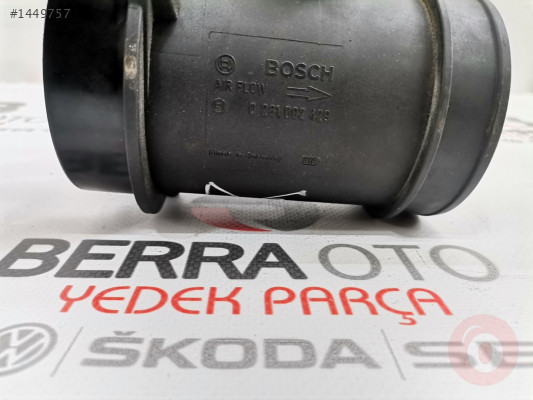 #1449757
BOSCH
AIR FLOW
BERRA OTO
YEDEK PARÇA
ŠKODA